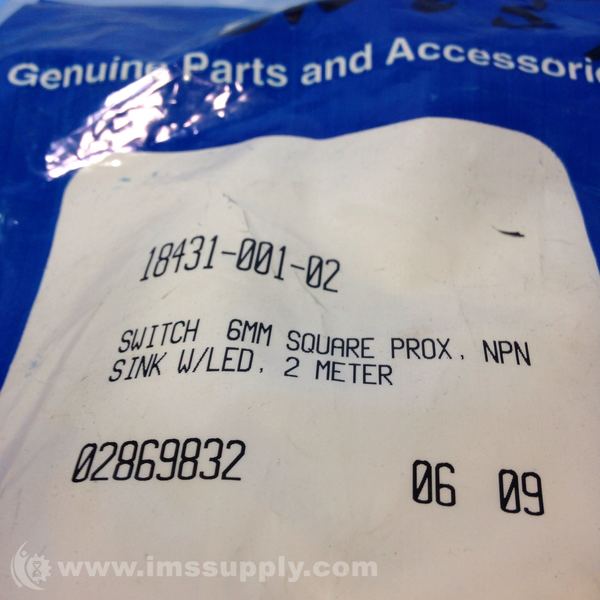 Genuine Parts and Accessori
18431-001-02
SWITCH 6MM SQUARE PROX, NPN
SINK W/LED, 2 METER
02869832 06 09
www.imssupply.com